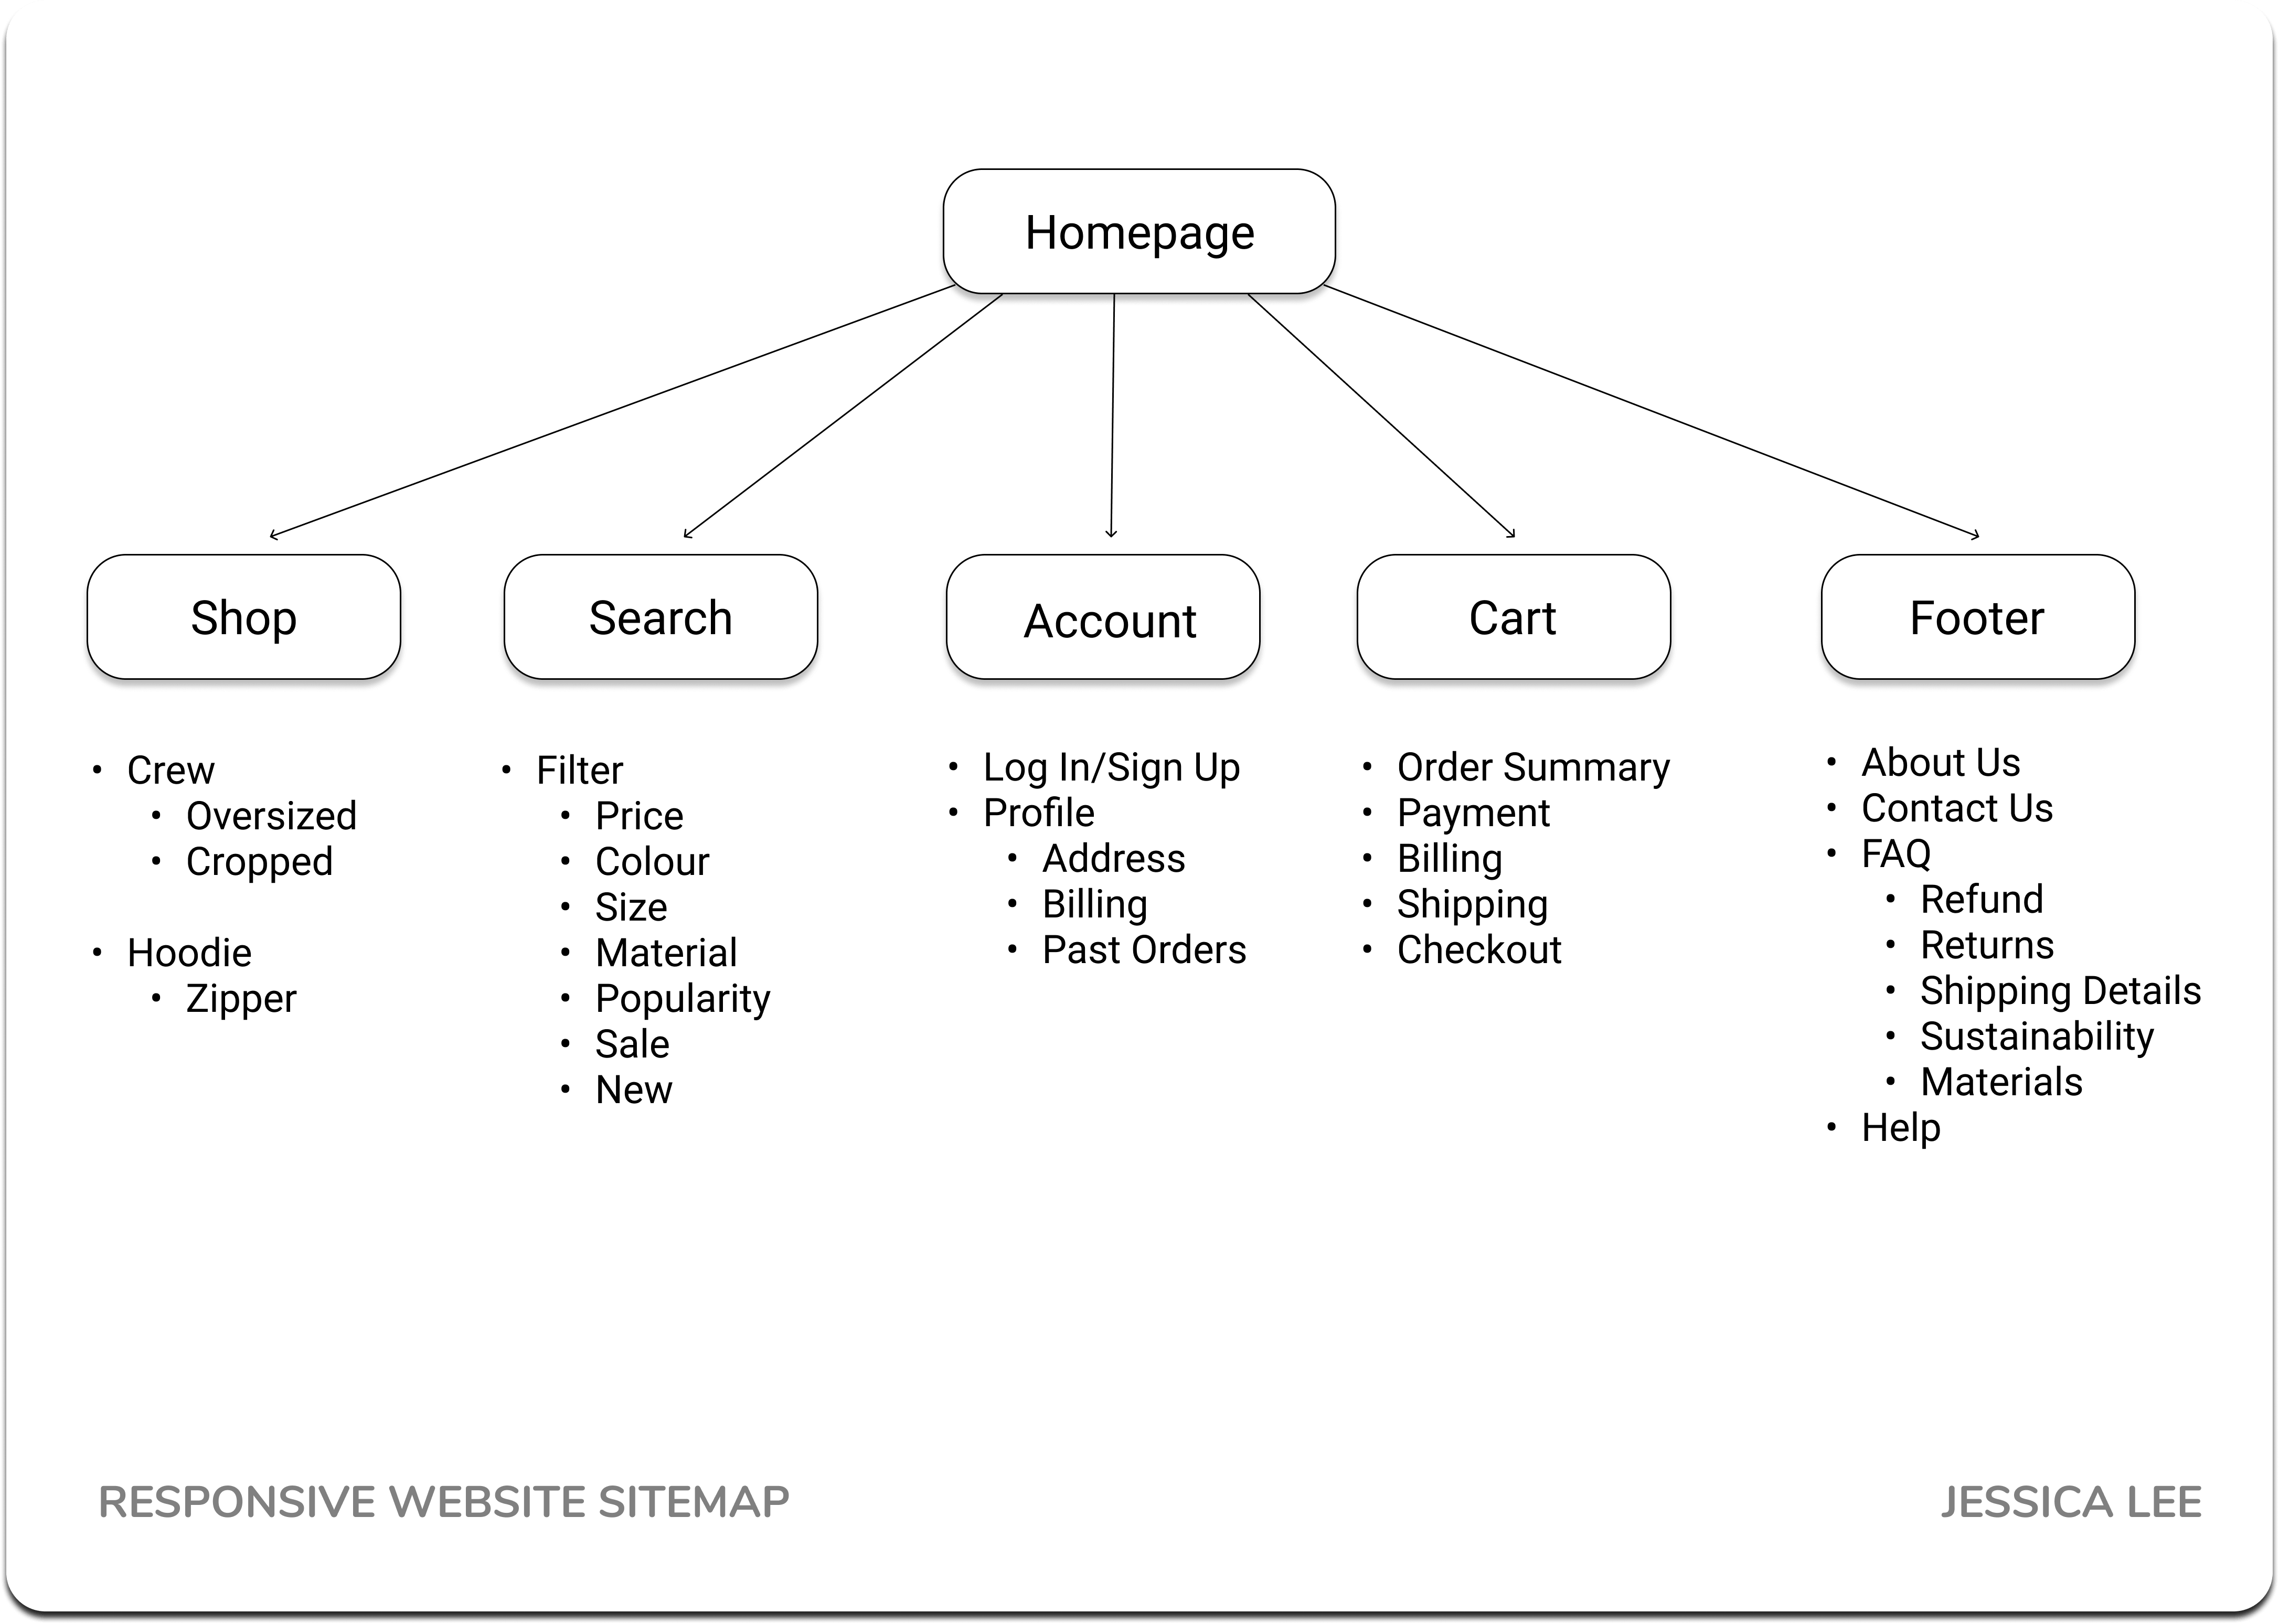 Homepage
Shop
Search
Account
Cart
Footer
• Crew
• Oversized
• Cropped
• Hoodie
• Zipper
• Filter
• Price
• Colour
• Size
• Material
• Popularity
• Sale
• New
• Log In/Sign Up
• Profile
• Address
• Billing
• Past Orders
• Order Summary
• Payment
• Billing
• Shipping
• Checkout
• About Us
• Contact Us
• FAQ
• Refund
• Returns
• Shipping Details
• Sustainability
• Materials
• Help
RESPONSIVE WEBSITE SITEMAP
JESSICA LEE